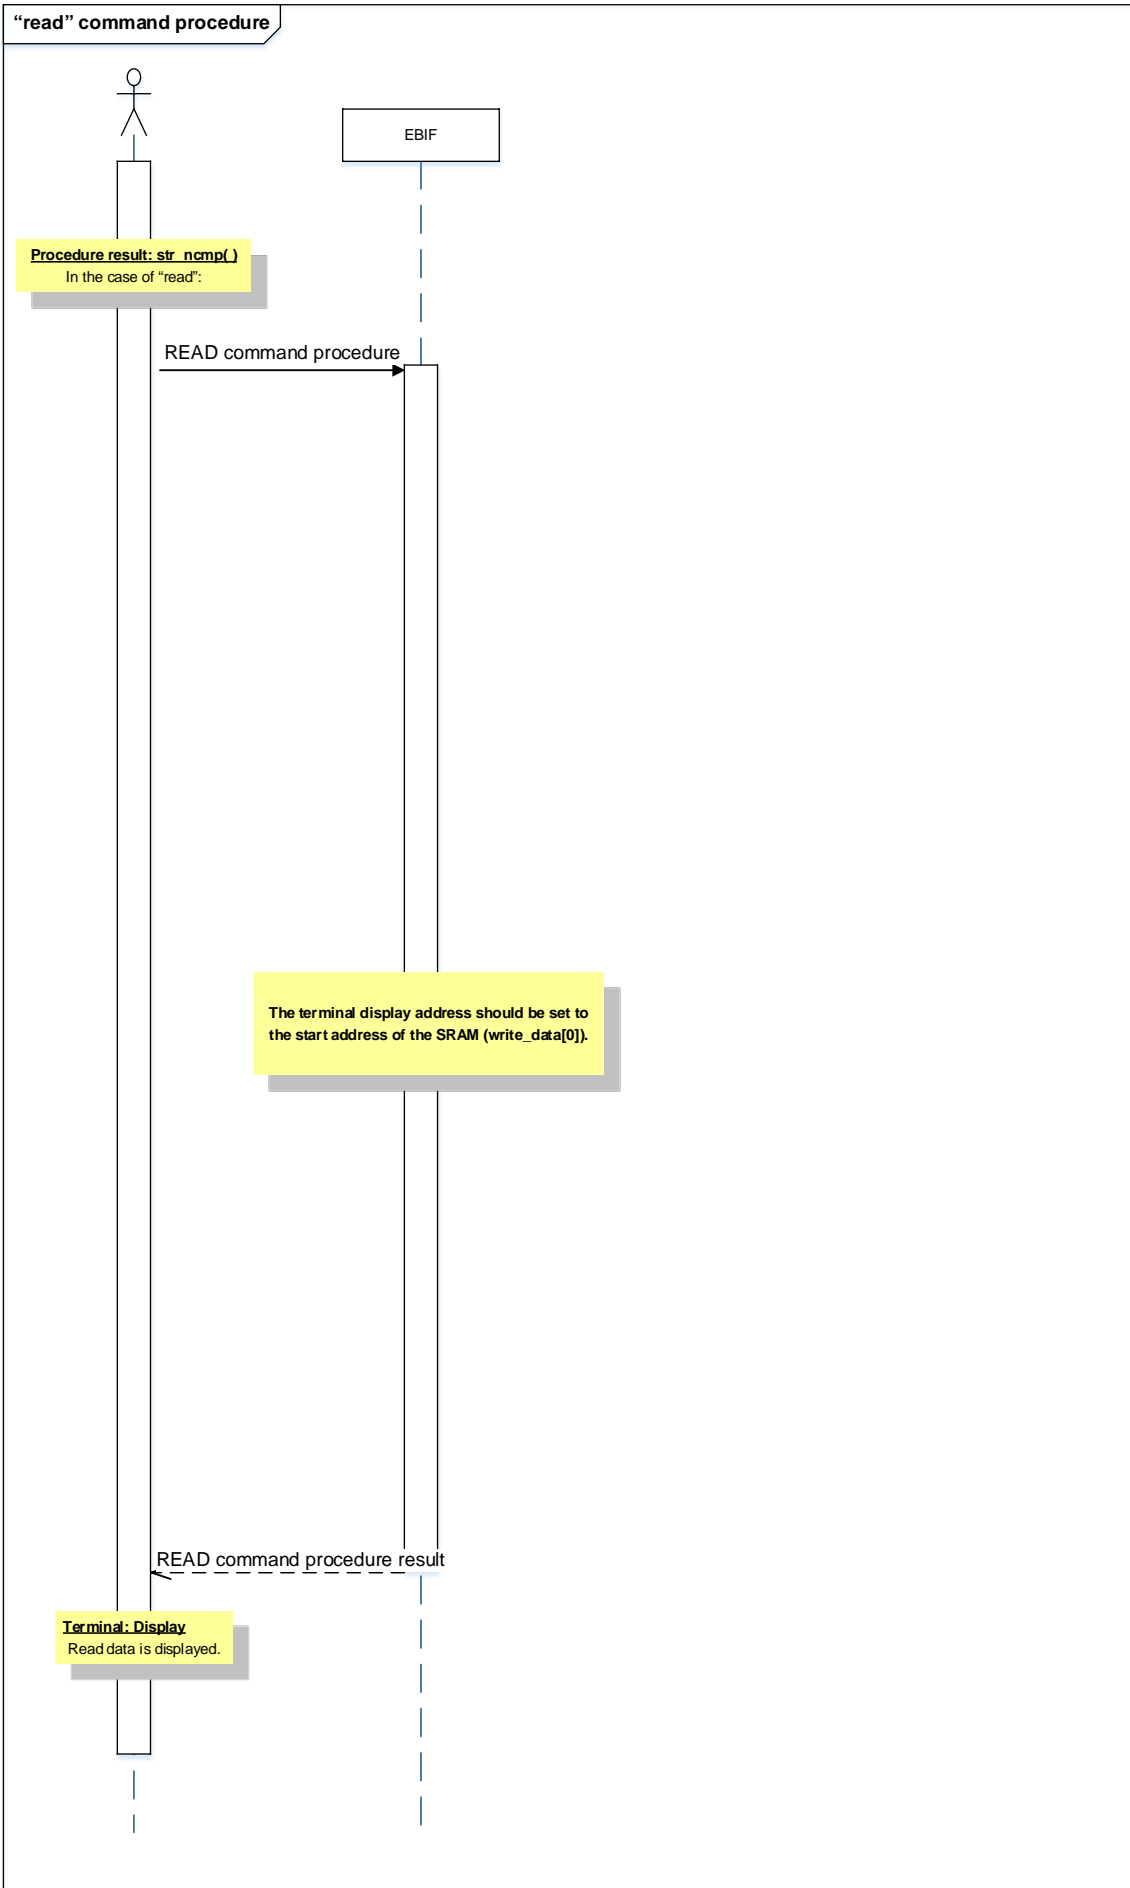 “read” command procedure
EBIF
Procedure result: str_ncmp( )
In the case of “read”:
READ command procedure
The terminal display address should be set to
the start address of the SRAM (write_data[0]).
READ command procedure result
Terminal: Display
Read data is displayed.